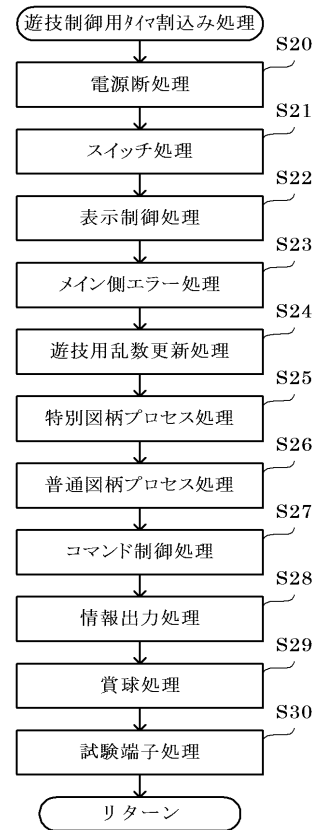 遊技制御用ﾀｲﾏ割込み処理
S20
電源断処理
S21
スイッチ処理
S22
表示制御処理
S23
メイン側エラー処理
S24
遊技用乱数更新処理
S25
特別図柄プロセス処理
S26
普通図柄プロセス処理
S27
コマンド制御処理
S28
情報出力処理
S29
賞球処理
S30
試験端子処理
リターン